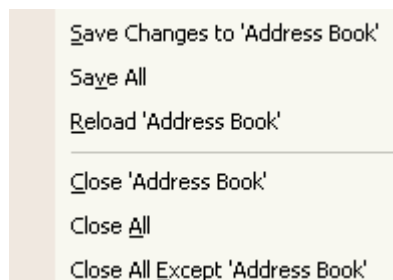 Save Changes to 'Address Book'
Save All
Reload 'Address Book'
Close 'Address Book'
Close All
Close All Except 'Address Book'